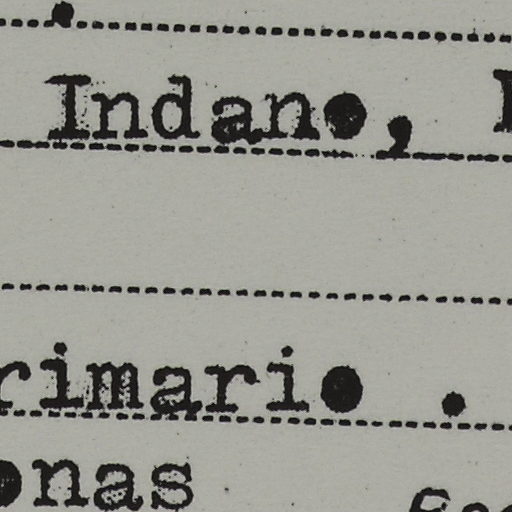 Indano,
rimario .
onas